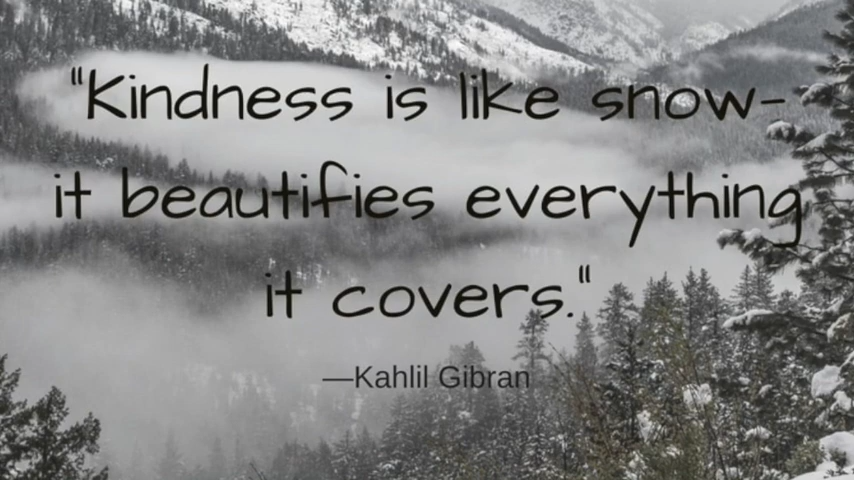 "Kindness is like snow-
it beautifies everything
it covers."
—Kahlil Gibran